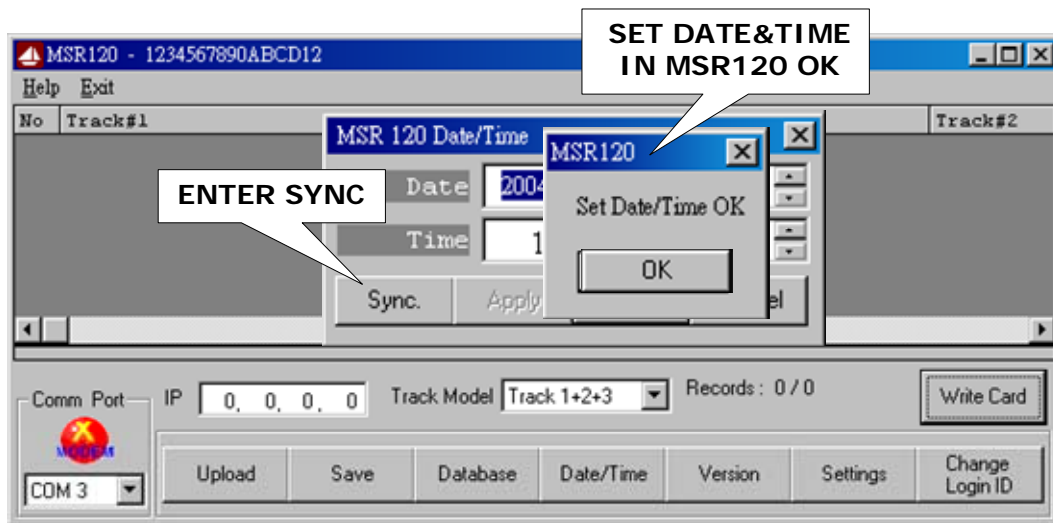 SET DATE&TIME
IN MSR120 OK
MSR120 - 1234567890ABCD12
Help Exit
No Track#1 Track#2
MSR 120 Date/Time
MSR120
ENTER SYNC
Date 2004
Set Date/Time OK
Time 1
OK
Sync. Apply el
Comm Port
IP 0, 0, 0, 0 Track Model Track 1+2+3 Records : 0 / 0
Write Card
X
MODEM
COM 3
Upload Save Database Date/Time Version Settings Change
Login ID